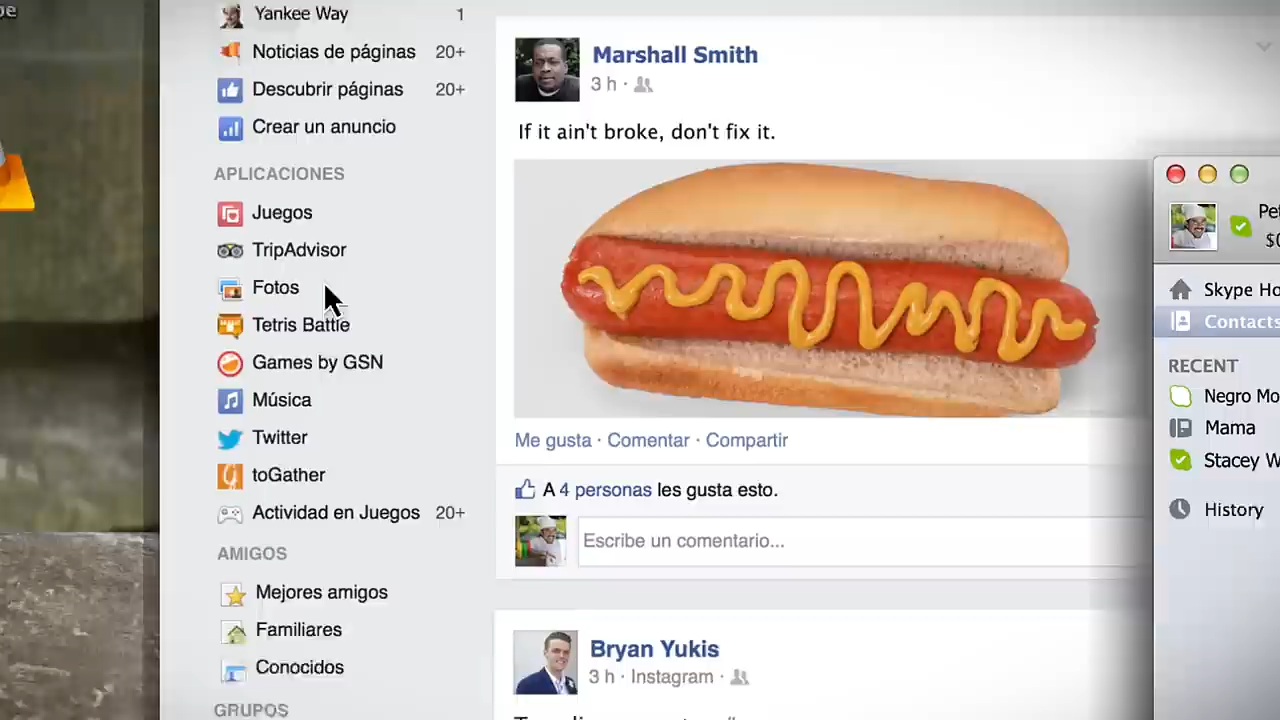 Yankee Way 1
Noticias de páginas 20+
Descubrir páginas 20+
Crear un anuncio
APLICACIONES
Juegos
TripAdvisor
Fotos
Tetris Battle
Games by GSN
Música
Twitter
toGather
Actividad en Juegos 20+
AMIGOS
Mejores amigos
Familiares
Conocidos
GRUPOS
Marshall Smith
3 h ·
If it ain't broke, don't fix it.
Me gusta · Comentar · Compartir
A 4 personas les gusta esto.
Escribe un comentario...
Bryan Yukis
3 h · Instagram ·
Skype
Contacts
RECENT
Negro
Mama
Stacey
History